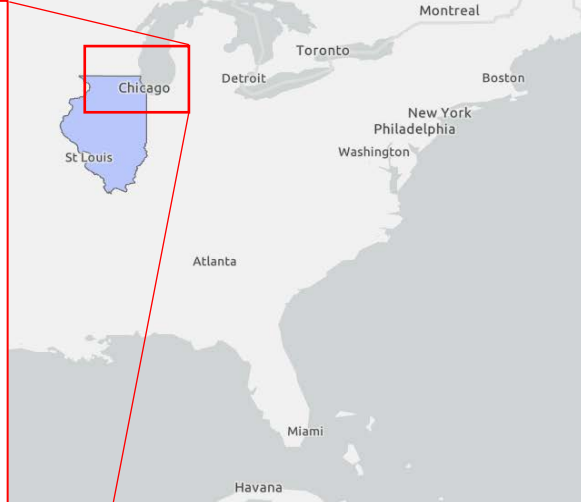 Montreal
Toronto
Detroit
Boston
Chicago
New York
Philadelphia
Washington
St Louis
Atlanta
Miami
Havana